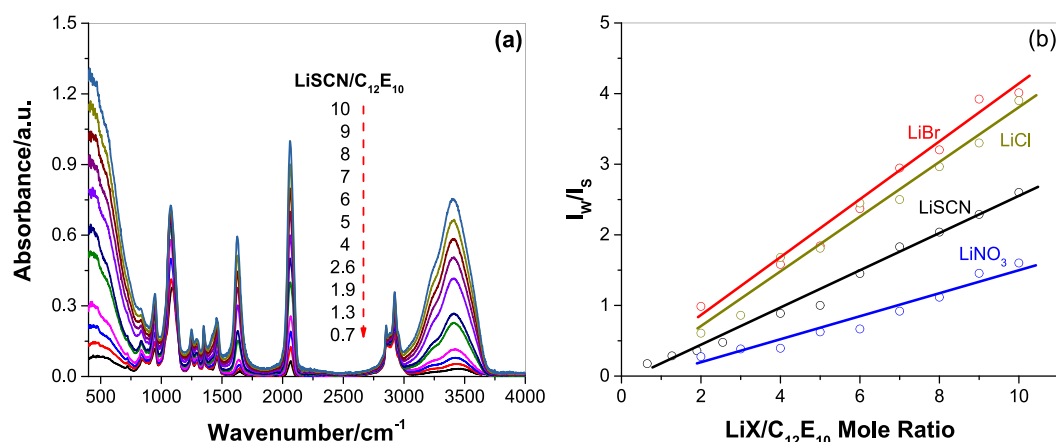 (a)
Absorbance/a.u.
1.5
1.2
0.9
0.6
0.3
0.0
LiSCN/C₁₂E₁₀
10
9
8
7
6
5
4
2.6
1.9
1.3
0.7
500 1000 1500 2000 2500 3000 3500 4000
Wavenumber/cm⁻¹
(b)
I_W/I_S
5
4
3
2
1
0
LiBr
LiCl
LiSCN
LiNO₃
0 2 4 6 8 10
LiX/C₁₂E₁₀ Mole Ratio